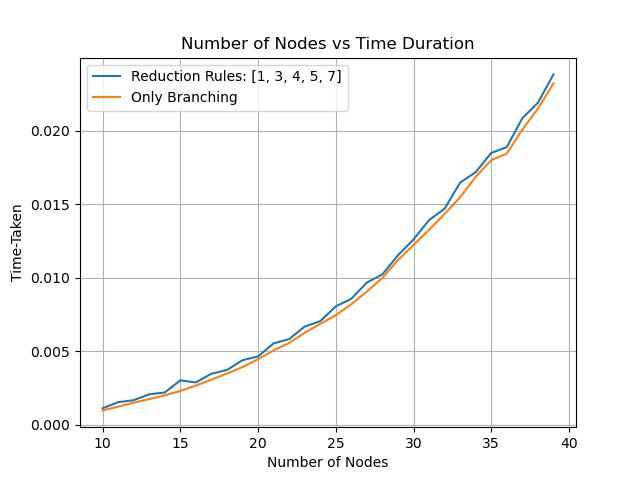 Number of Nodes vs Time Duration
Reduction Rules: [1, 3, 4, 5, 7]
Only Branching
0.020
0.015
0.010
0.005
0.000
Time-Taken
10 15 20 25 30 35 40
Number of Nodes